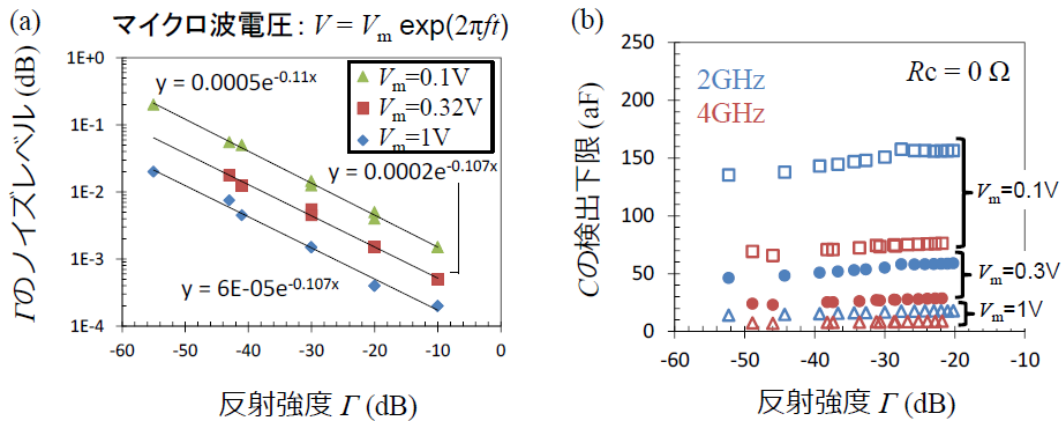 (a)
マイクロ波電圧： V = Vm exp(2πft)
Γのノイズレベル (dB)
1E+0
1E-1
1E-2
1E-3
1E-4
y = 0.0005e-0.11x
Vm=0.1V
Vm=0.32V
Vm=1V
y = 0.0002e-0.107x
y = 6E-05e-0.107x
-60
-50
-40
-30
-20
-10
0
反射強度 Γ (dB)
(b)
Cの検出下限 (aF)
250
200
150
100
50
0
2GHz
4GHz
Rc = 0 Ω
Vm=0.1V
Vm=0.3V
Vm=1V
-60
-50
-40
-30
-20
-10
反射強度 Γ (dB)